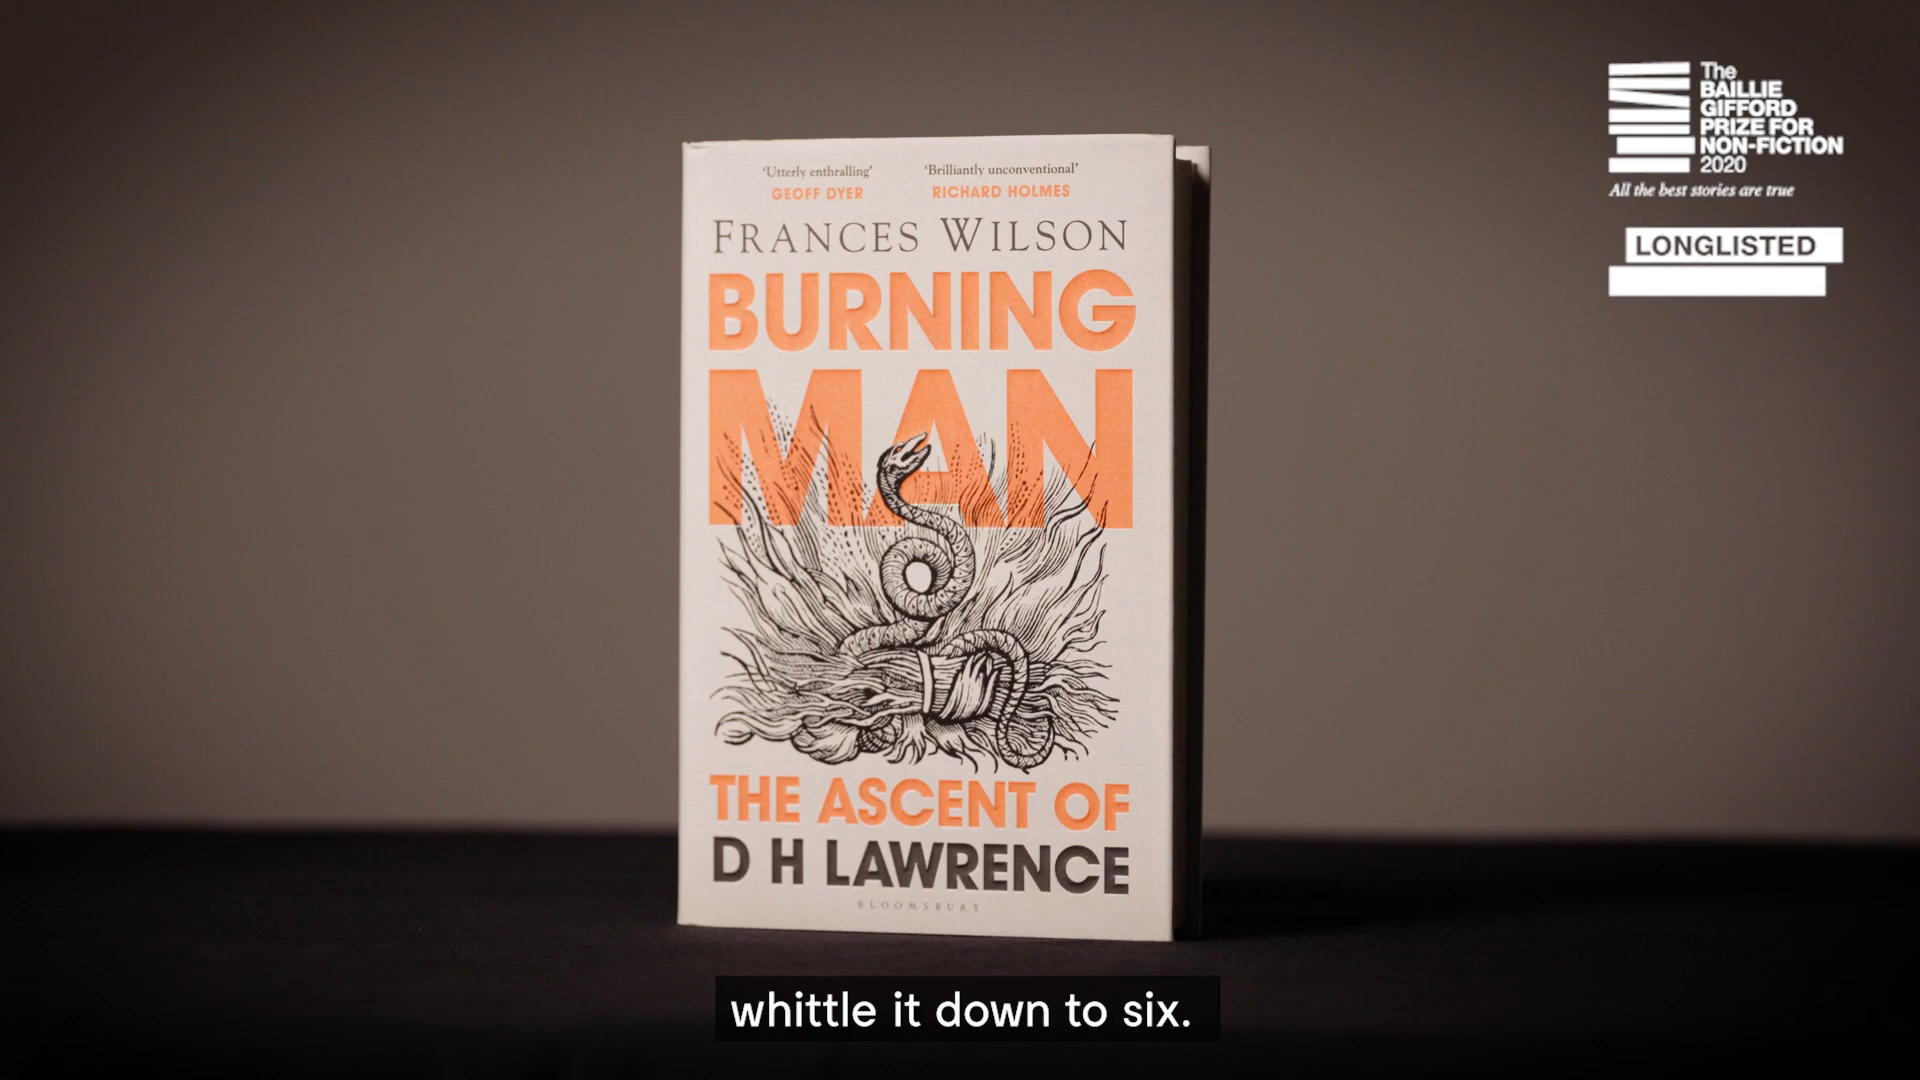 'Utterly enthralling'
GEOFF DYER
'Brilliantly unconventional'
RICHARD HOLMES
FRANCES WILSON
BURNING
MAN
THE ASCENT OF
D H LAWRENCE
BLOOMSBURY
The
BAILLIE
GIFFORD
PRIZE FOR
NON-FICTION
2020
All the best stories are true
LONGLISTED
whittle it down to six.